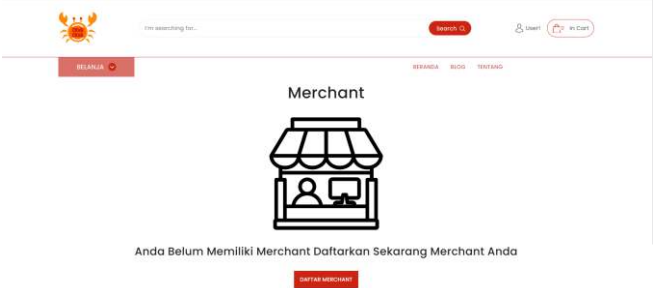 I'm searching for...
Search
User1
In Cart
BELANJA
BERANDA BLOG TENTANG
Merchant
Anda Belum Memiliki Merchant Daftarkan Sekarang Merchant Anda
DAFTAR MERCHANT